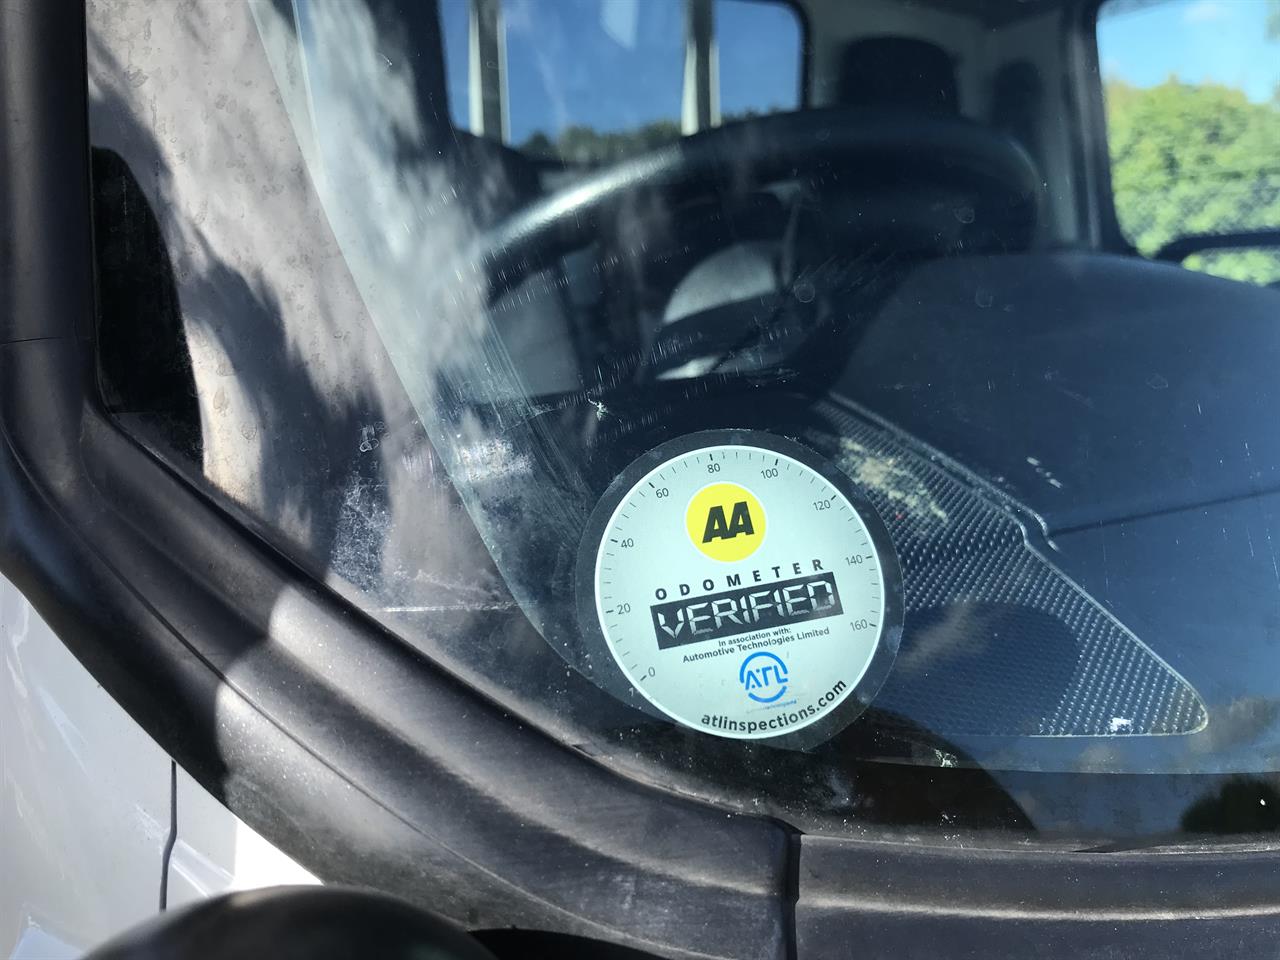 0
20
40
60
80
100
120
140
160
AA
ODOMETER
VERIFIED
In association with:
Automotive Technologies Limited
ATL
atlinspections.com